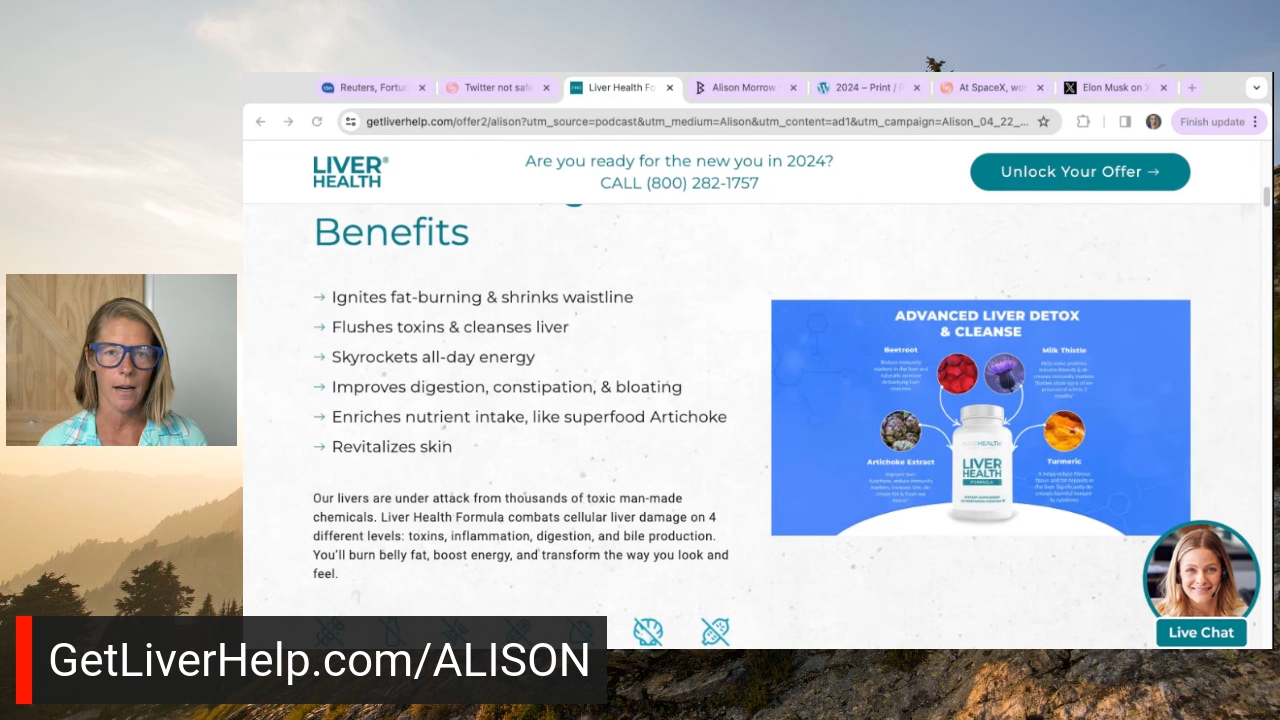 Reuters, Fortu
Twitter not safe
Liver Health Fo
Alison Morrow
2024 – Print /
At SpaceX, wo
Elon Musk on X
getliverhelp.com/offer2/alison?utm_source=podcast&utm_medium=Alison&utm_content=ad1&utm_campaign=Alison_04_22_...
Finish update
LIVER®
HEALTH
Are you ready for the new you in 2024?
CALL (800) 282-1757
Unlock Your Offer →
Benefits
→ Ignites fat-burning & shrinks waistline
→ Flushes toxins & cleanses liver
→ Skyrockets all-day energy
→ Improves digestion, constipation, & bloating
→ Enriches nutrient intake, like superfood Artichoke
→ Revitalizes skin
Our livers are under attack from thousands of toxic man-made
chemicals. Liver Health Formula combats cellular liver damage on 4
different levels: toxins, inflammation, digestion, and bile production.
You'll burn belly fat, boost energy, and transform the way you look and
feel.
ADVANCED LIVER DETOX
& CLEANSE
Beetroot
Milk Thistle
Artichoke Extract
Turmeric
LIVER
HEALTH
FORMULA
Live Chat
GetLiverHelp.com/ALISON